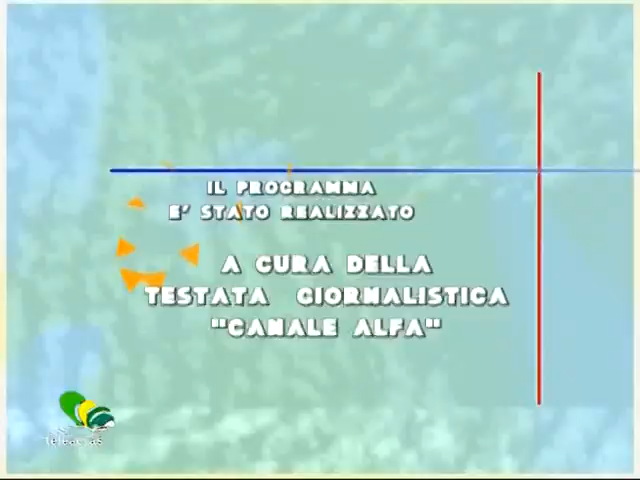 IL PROGRAMMA
E' STATO REALIZZATO
A CURA DELLA
TESTATA GIORNALISTICA
"CANALE ALFA"